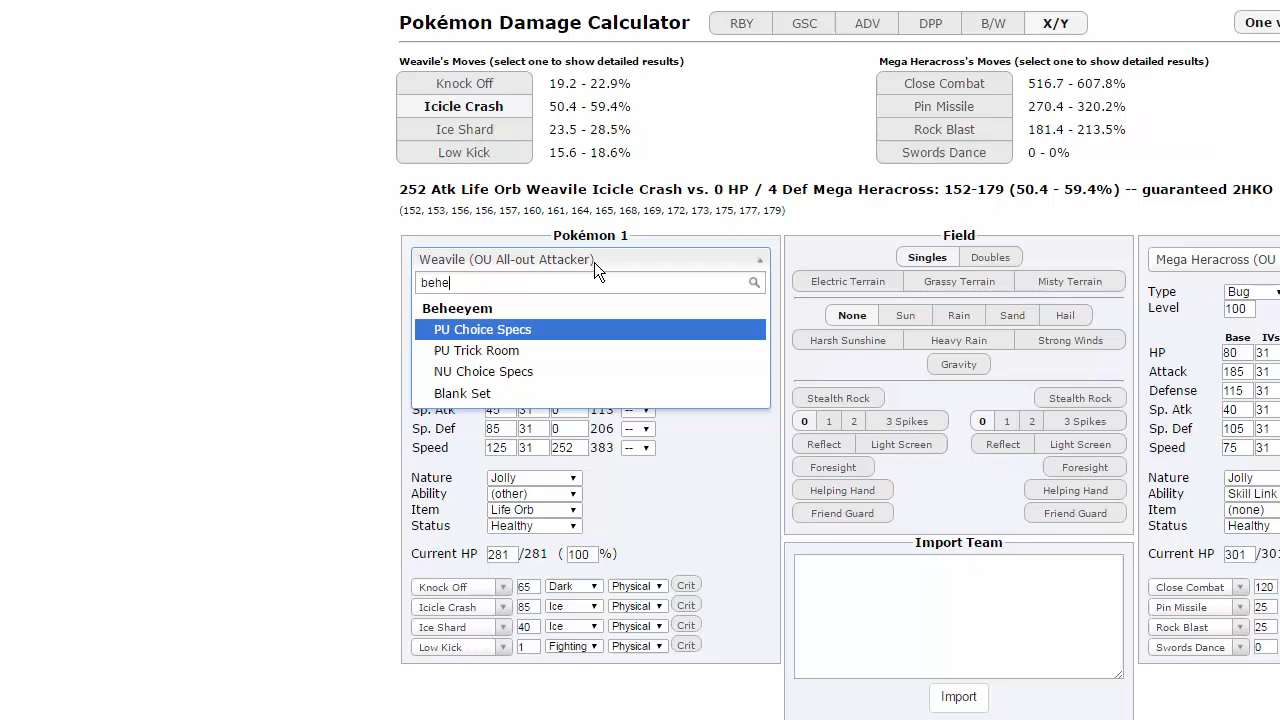 Pokémon Damage Calculator RBY GSC ADV DPP B/W X/Y One v
Weavile's Moves (select one to show detailed results) Mega Heracross's Moves (select one to show detailed results)
Knock Off 19.2 - 22.9% Close Combat 516.7 - 607.8%
Icicle Crash 50.4 - 59.4% Pin Missile 270.4 - 320.2%
Ice Shard 23.5 - 28.5% Rock Blast 181.4 - 213.5%
Low Kick 15.6 - 18.6% Swords Dance 0 - 0%
252 Atk Life Orb Weavile Icicle Crash vs. 0 HP / 4 Def Mega Heracross: 152-179 (50.4 - 59.4%) -- guaranteed 2HKO
(152, 153, 156, 156, 157, 160, 161, 164, 165, 168, 169, 172, 173, 175, 177, 179)
Pokémon 1
Weavile (OU All-out Attacker)
behe
Beheeyem
PU Choice Specs
PU Trick Room
NU Choice Specs
Blank Set
Sp. Atk 45 31 0 113 --
Sp. Def 85 31 0 206 --
Speed 125 31 252 383 --
Nature Jolly
Ability (other)
Item Life Orb
Status Healthy
Current HP 281 /281 ( 100 %)
Knock Off 65 Dark Physical Crit
Icicle Crash 85 Ice Physical Crit
Ice Shard 40 Ice Physical Crit
Low Kick 1 Fighting Physical Crit
Field
Singles Doubles
Electric Terrain Grassy Terrain Misty Terrain
None Sun Rain Sand Hail
Harsh Sunshine Heavy Rain Strong Winds
Gravity
Stealth Rock Stealth Rock
0 1 2 3 Spikes 0 1 2 3 Spikes
Reflect Light Screen Reflect Light Screen
Foresight Foresight
Helping Hand Helping Hand
Friend Guard Friend Guard
Import Team
Import
Mega Heracross (OU
Type Bug
Level 100
Base IVs
HP 80 31
Attack 185 31
Defense 115 31
Sp. Atk 40 31
Sp. Def 105 31
Speed 75 31
Nature Jolly
Ability Skill Link
Item (none)
Status Healthy
Current HP 301 /301
Close Combat 120
Pin Missile 25
Rock Blast 25
Swords Dance 0